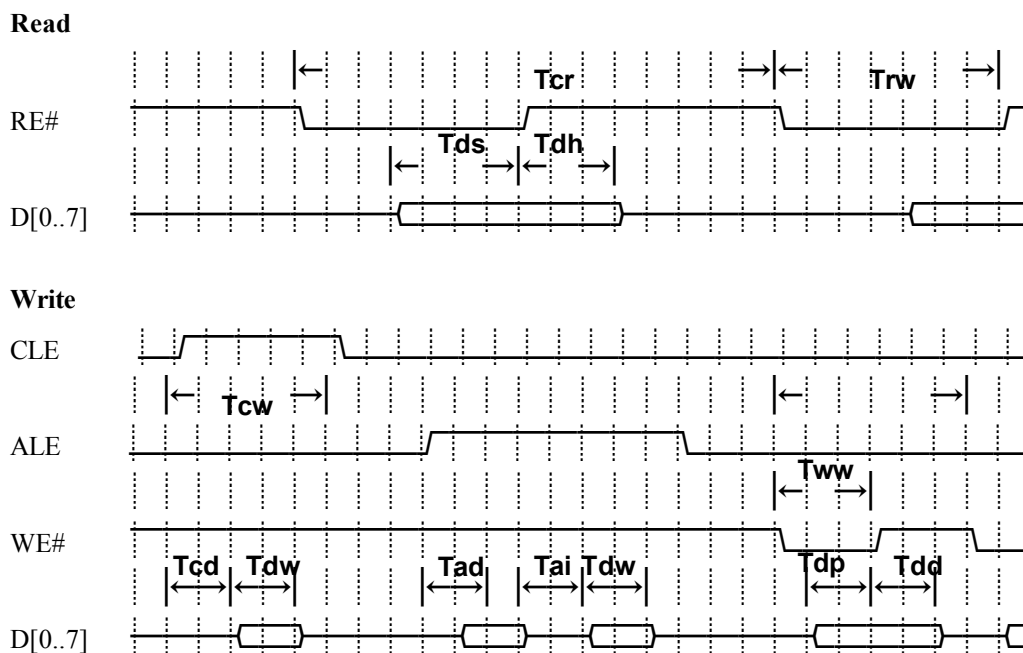 Read
Tcr Trw
RE#
Tds Tdh
D[0..7]
Write
CLE
Tcw
ALE
Tww
WE#
Tcd Tdw Tad Tai Tdw Tdp Tdd
D[0..7]